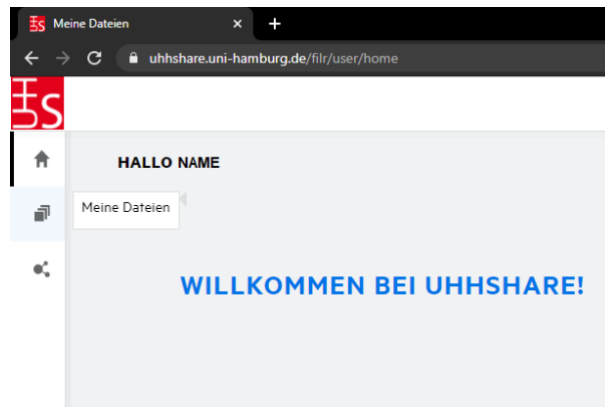 Meine Dateien
uhhshare.uni-hamburg.de/filr/user/home
HALLO NAME
Meine Dateien
WILLKOMMEN BEI UHHSHARE!